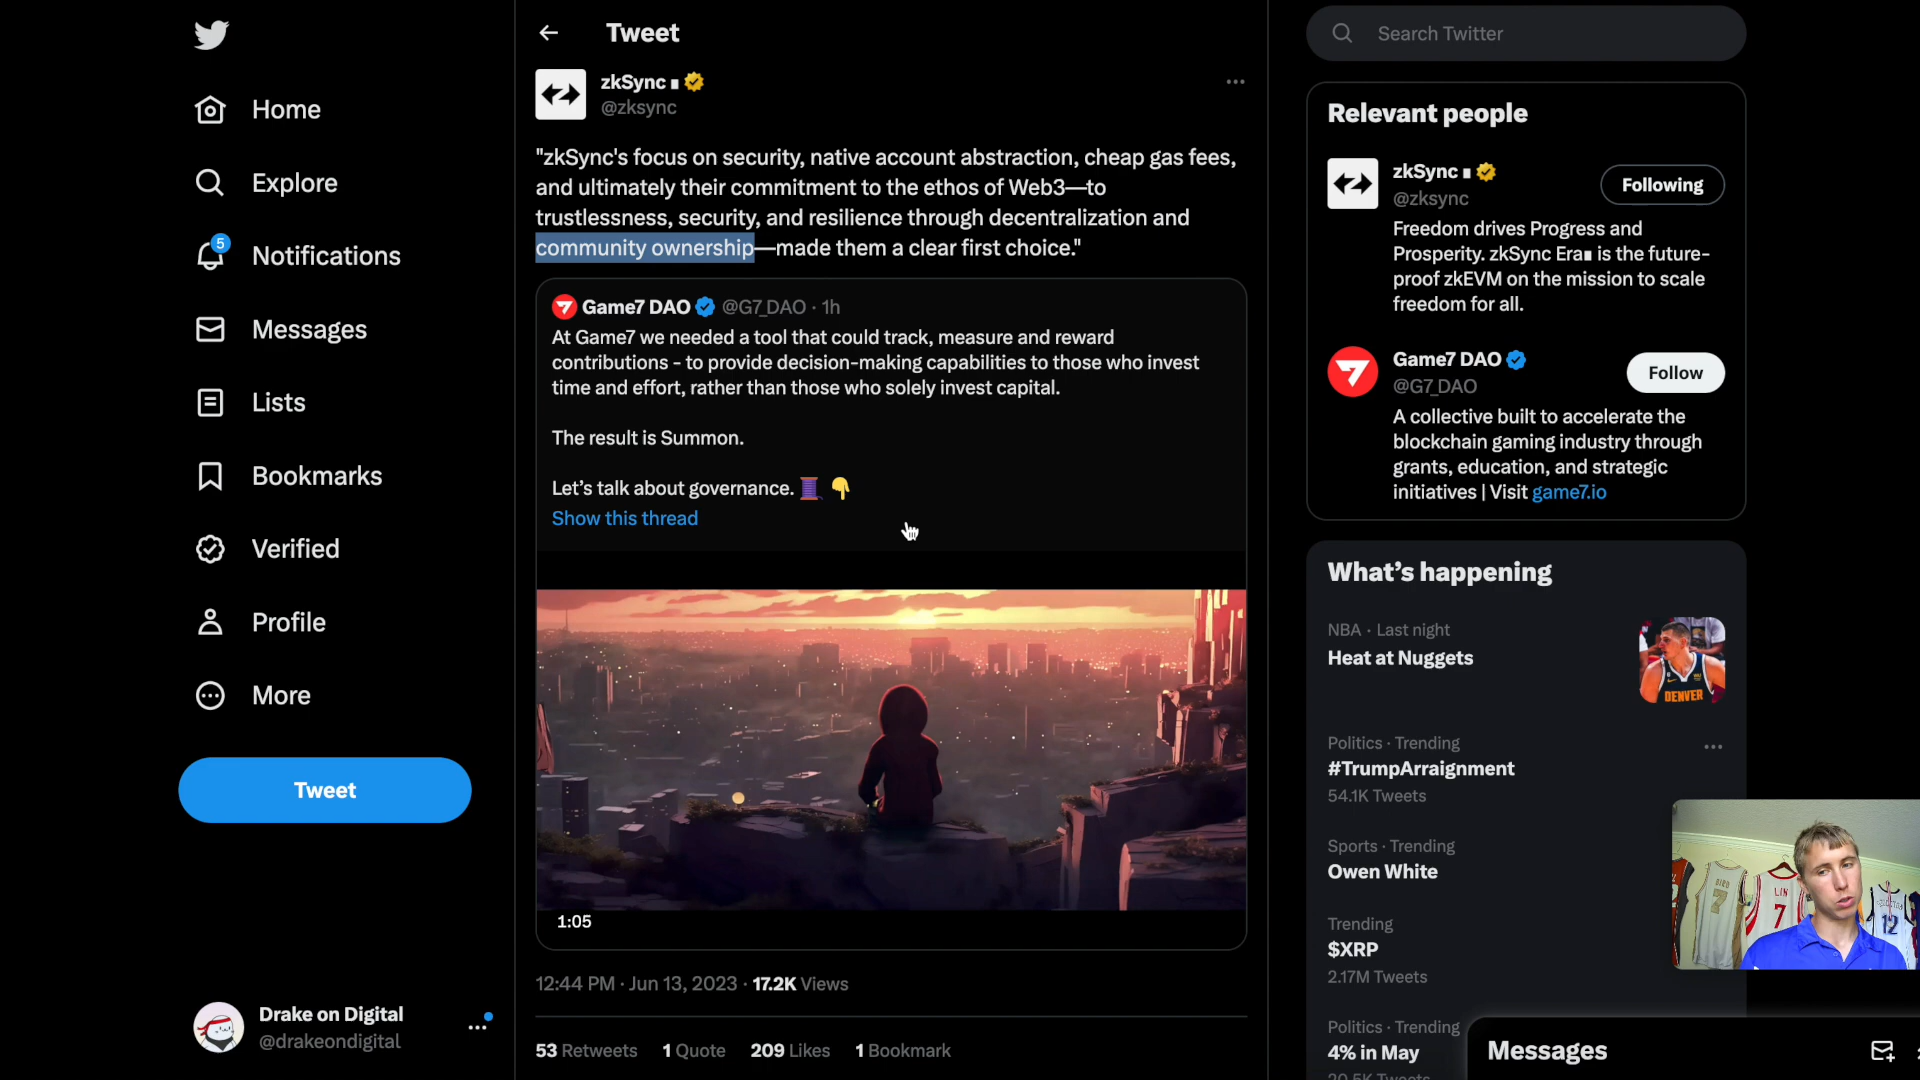 Home
Explore
5
Notifications
Messages
Lists
Bookmarks
Verified
Profile
More
Tweet
Drake on Digital
@drakeondigital
Tweet
zkSync ∎
@zksync
"zkSync's focus on security, native account abstraction, cheap gas fees,
and ultimately their commitment to the ethos of Web3—to
trustlessness, security, and resilience through decentralization and
community ownership—made them a clear first choice."
Game7 DAO @G7_DAO · 1h
At Game7 we needed a tool that could track, measure and reward
contributions - to provide decision-making capabilities to those who invest
time and effort, rather than those who solely invest capital.
The result is Summon.
Let's talk about governance. 🧵 👇
Show this thread
1:05
12:44 PM · Jun 13, 2023 · 17.2K Views
53 Retweets 1 Quote 209 Likes 1 Bookmark
Search Twitter
Relevant people
zkSync ∎
Following
@zksync
Freedom drives Progress and
Prosperity. zkSync Era∎ is the future-
proof zkEVM on the mission to scale
freedom for all.
Game7 DAO
Follow
@G7_DAO
A collective built to accelerate the
blockchain gaming industry through
grants, education, and strategic
initiatives | Visit game7.io
What's happening
NBA · Last night
Heat at Nuggets
DENVER
Politics · Trending
#TrumpArraignment
54.1K Tweets
Sports · Trending
Owen White
Trending
$XRP
2.17M Tweets
7
LIN
7
12
Politics · Trending
4% in May
Messages